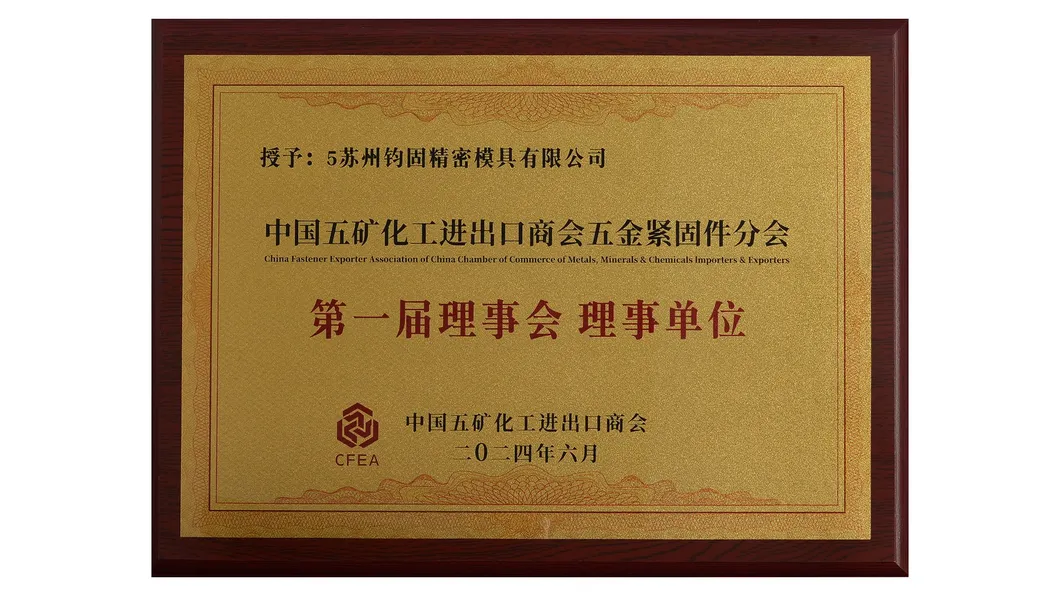 授予：5苏州钧固精密模具有限公司
中国五矿化工进出口商会五金紧固件分会
China Fastener Exporter Association of China Chamber of Commerce of Metals, Minerals & Chemicals Importers & Exporters
第一届理事会 理事单位
中国五矿化工进出口商会
二〇二四年六月
CFEA